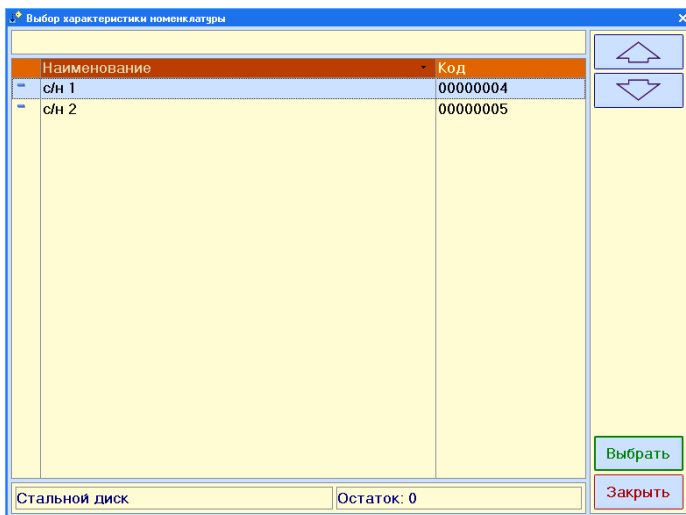 Выбор характеристики номенклатуры
Наименование Код
с/н 1 00000004
с/н 2 00000005
Выбрать
Закрыть
Стальной диск Остаток: 0